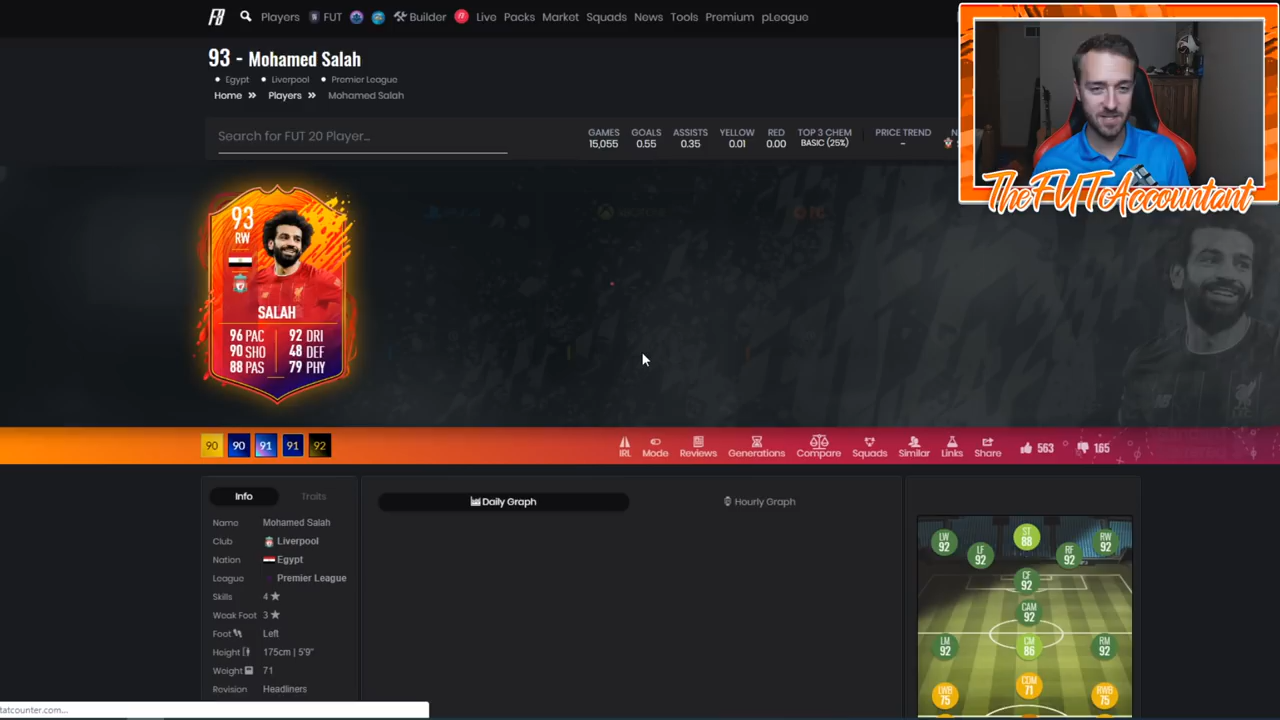 FB Players FUT Builder Live Packs Market Squads News Tools Premium pLeague
93 - Mohamed Salah
Egypt Liverpool Premier League
Home » Players » Mohamed Salah
Search for FUT 20 Player...
GAMES GOALS ASSISTS YELLOW RED TOP 3 CHEM PRICE TREND
15,055 0.55 0.35 0.01 0.00 BASIC (25%) -
TheFUTAccountant
93
RW
SALAH
96 PAC 92 DRI
90 SHO 48 DEF
88 PAS 79 PHY
90 90 91 91 92
IRL Mode Reviews Generations Compare Squads Similar Links Share 563 165
Info Traits
Daily Graph Hourly Graph
Name Mohamed Salah
Club Liverpool
Nation Egypt
League Premier League
Skills 4
Weak Foot 3
Foot Left
Height 175cm | 5'9"
Weight 71
Revision Headliners
ST
88
LW
92
RW
92
LF
92
RF
92
CF
92
CAM
92
LM
92
CM
86
RM
92
CDM
71
LWB
75
RWB
75
tatcounter.com...